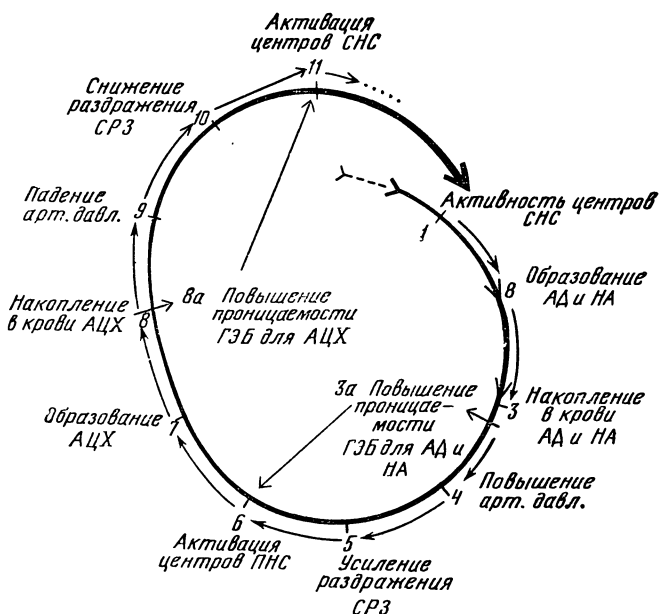 Активация
центров СНС
11
Снижение
раздражения
СРЗ
10
Падение
арт. давл.
9
Активность центров
СНС
1
8
Образование
АД и НА
Накопление
в крови АЦХ
8
8а Повышение
проницаемости
ГЭБ для АЦХ
3а Повышение
проницае-
мости
ГЭБ для АД и
НА
3
Накопление
в крови
АД и НА
Образование
АЦХ
7
4
Повышение
арт. давл.
6
Активация
центров ПНС
5
Усиление
раздражения
СРЗ